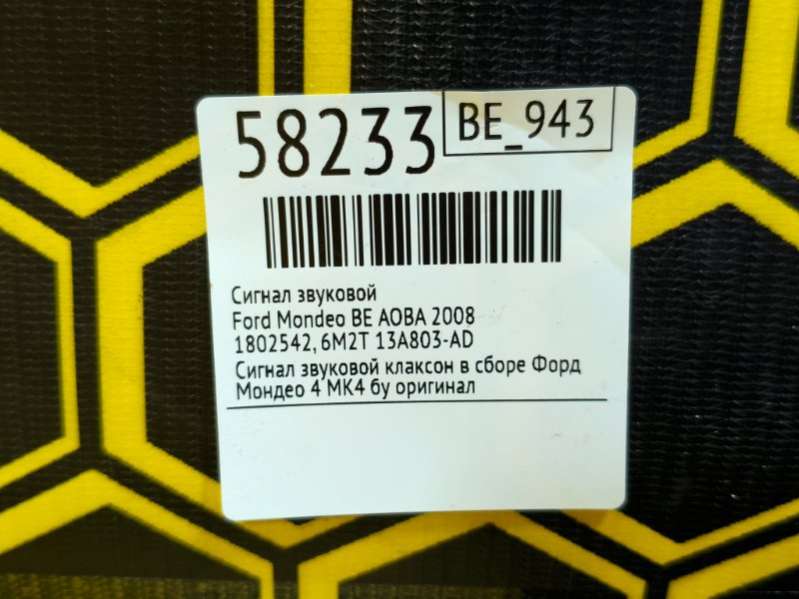 58233
BE_943
Сигнал звуковой
Ford Mondeo BE AOBA 2008
1802542, 6M2T 13A803-AD
Сигнал звуковой клаксон в сборе Форд
Мондео 4 МК4 бу оригинал